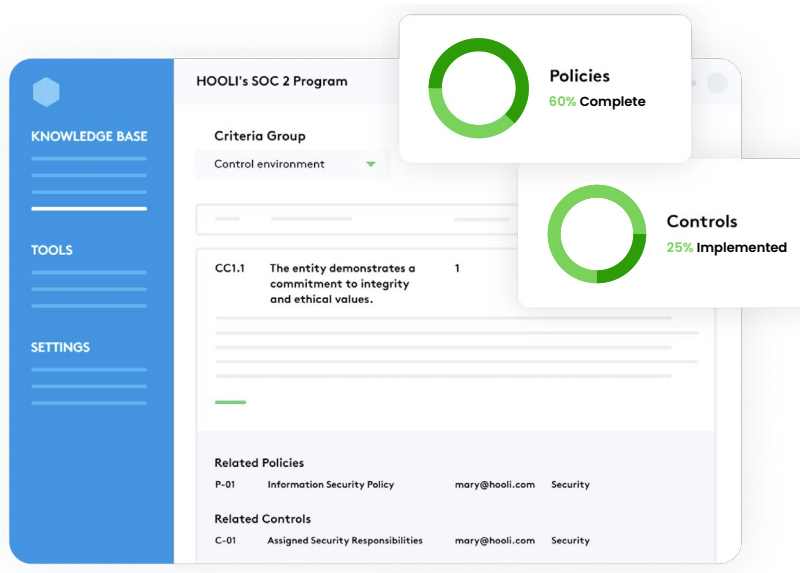 HOOLI's SOC 2 Program
Policies
60% Complete
KNOWLEDGE BASE
Criteria Group
Control environment
Controls
25% Implemented
TOOLS
CC1.1 The entity demonstrates a 1
commitment to integrity
and ethical values.
SETTINGS
Related Policies
P-01 Information Security Policy mary@hooli.com Security
Related Controls
C-01 Assigned Security Responsibilities mary@hooli.com Security